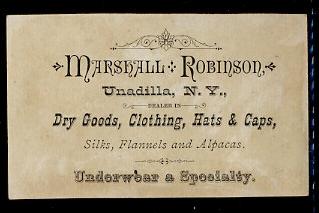 Marshall Robinson,
Unadilla, N. Y.,
DEALER IN
Dry Goods, Clothing, Hats & Caps,
Silks, Flannels and Alpacas.
Underwear a Specialty.